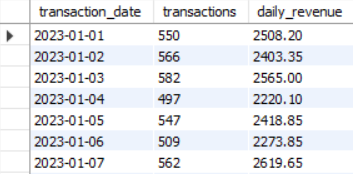 transaction_date transactions daily_revenue
2023-01-01 550 2508.20
2023-01-02 566 2403.35
2023-01-03 582 2565.00
2023-01-04 497 2220.10
2023-01-05 547 2418.85
2023-01-06 509 2273.85
2023-01-07 562 2619.65